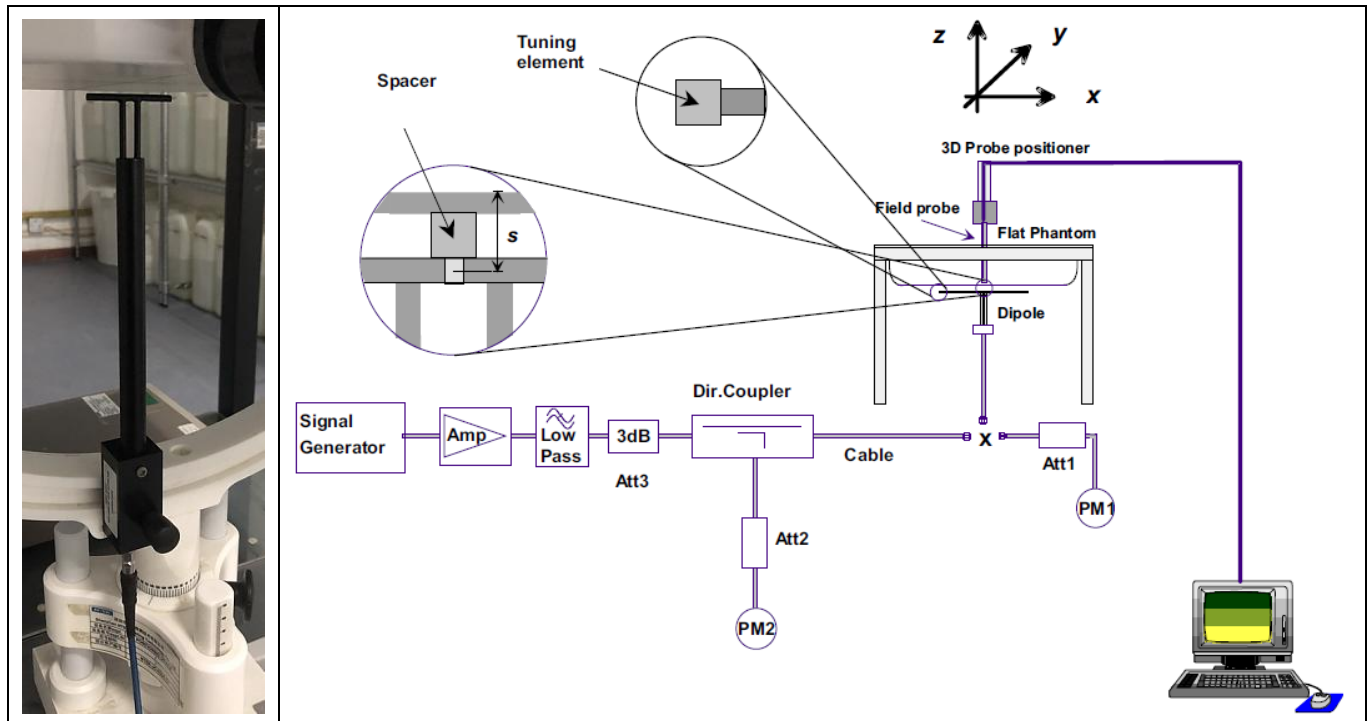 Tuning
element
Spacer
s
z
y
x
3D Probe positioner
Field probe
Flat Phantom
Dipole
Dir.Coupler
Signal
Generator
Amp
Low
Pass
3dB
Att3
Cable
x
Att1
PM1
Att2
PM2